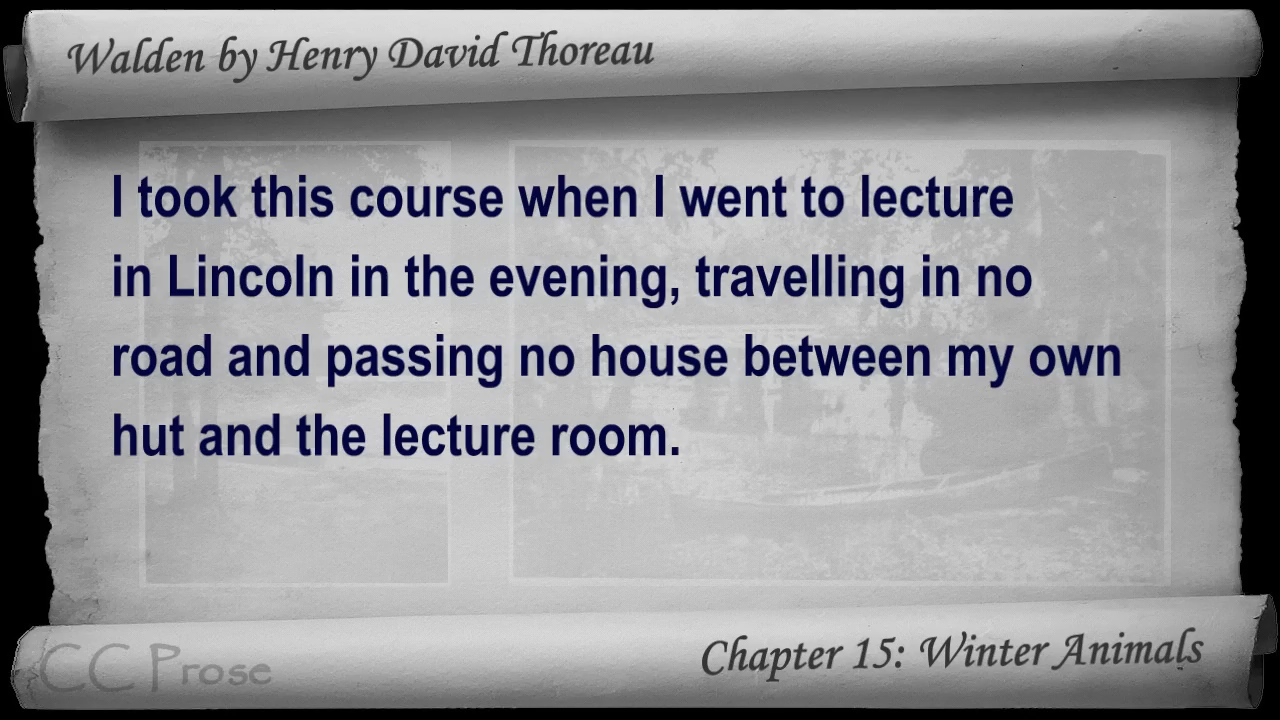 Walden by Henry David Thoreau
I took this course when I went to lecture
in Lincoln in the evening, travelling in no
road and passing no house between my own
hut and the lecture room.
CC Prose
Chapter 15: Winter Animals